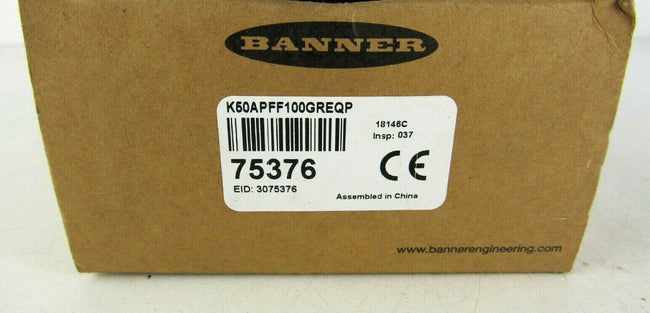 BANNER
K50APFF100GREQP
18146C
Insp: 037
75376
CE
EID: 3075376
Assembled in China
www.bannerengineering.com